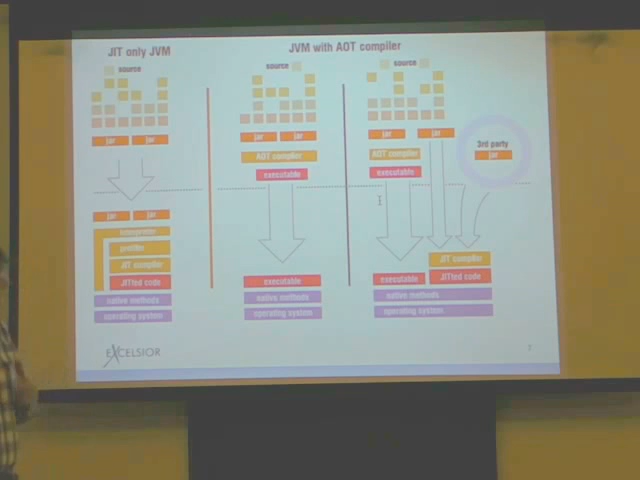 JIT only JVM
JVM with AOT compiler
source
jar jar
jar jar
interpreter
profiler
JIT compiler
JITted code
native methods
operating system
source
jar jar
AOT compiler
executable
executable
native methods
operating system
source
jar jar
AOT compiler
executable
3rd party
jar
JIT compiler
executable JITted code
native methods
operating system
EXCELSIOR
7